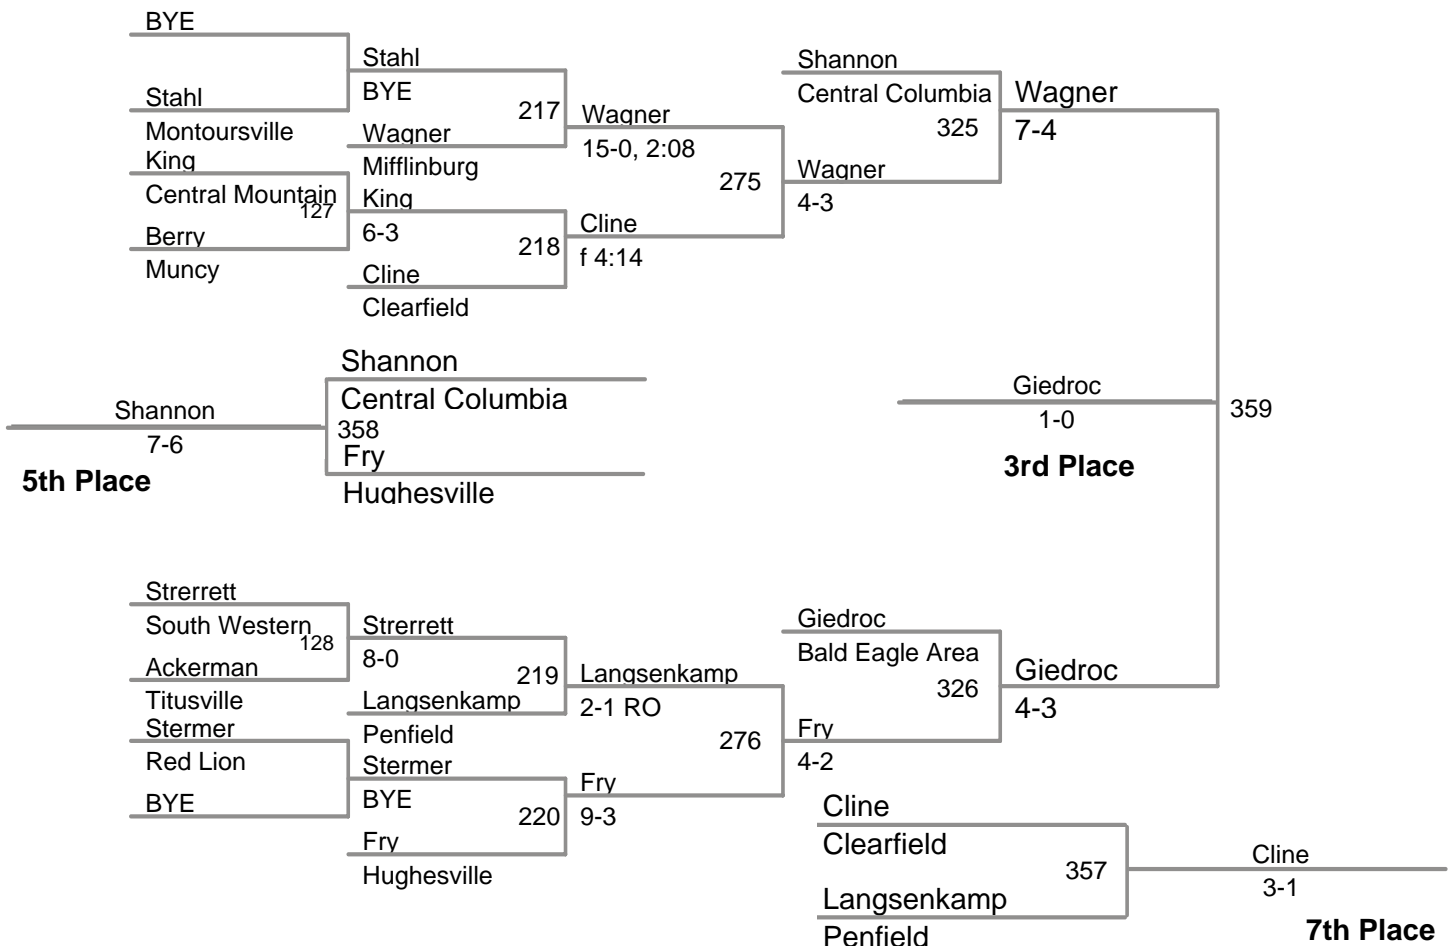 BYE
Stahl
Montoursville
King
Central Mountain
127
Berry
Muncy
Stahl
BYE
217
Wagner
Mifflinburg
King
6-3
218
Cline
Clearfield
Wagner
15-0, 2:08
275
Cline
f 4:14
Shannon
Central Columbia
325
Wagner
4-3
Wagner
7-4
Shannon
7-6
5th Place
Shannon
Central Columbia
358
Fry
Hughesville
Giedroc
1-0
3rd Place
359
Strerrett
South Western
128
Ackerman
Titusville
Stermer
Red Lion
BYE
Strerrett
8-0
219
Langsenkamp
Penfield
Stermer
BYE
220
Fry
Hughesville
Langsenkamp
2-1 RO
276
Fry
9-3
Giedroc
Bald Eagle Area
326
Fry
4-2
Giedroc
4-3
Cline
Clearfield
357
Langsenkamp
Penfield
Cline
3-1
7th Place